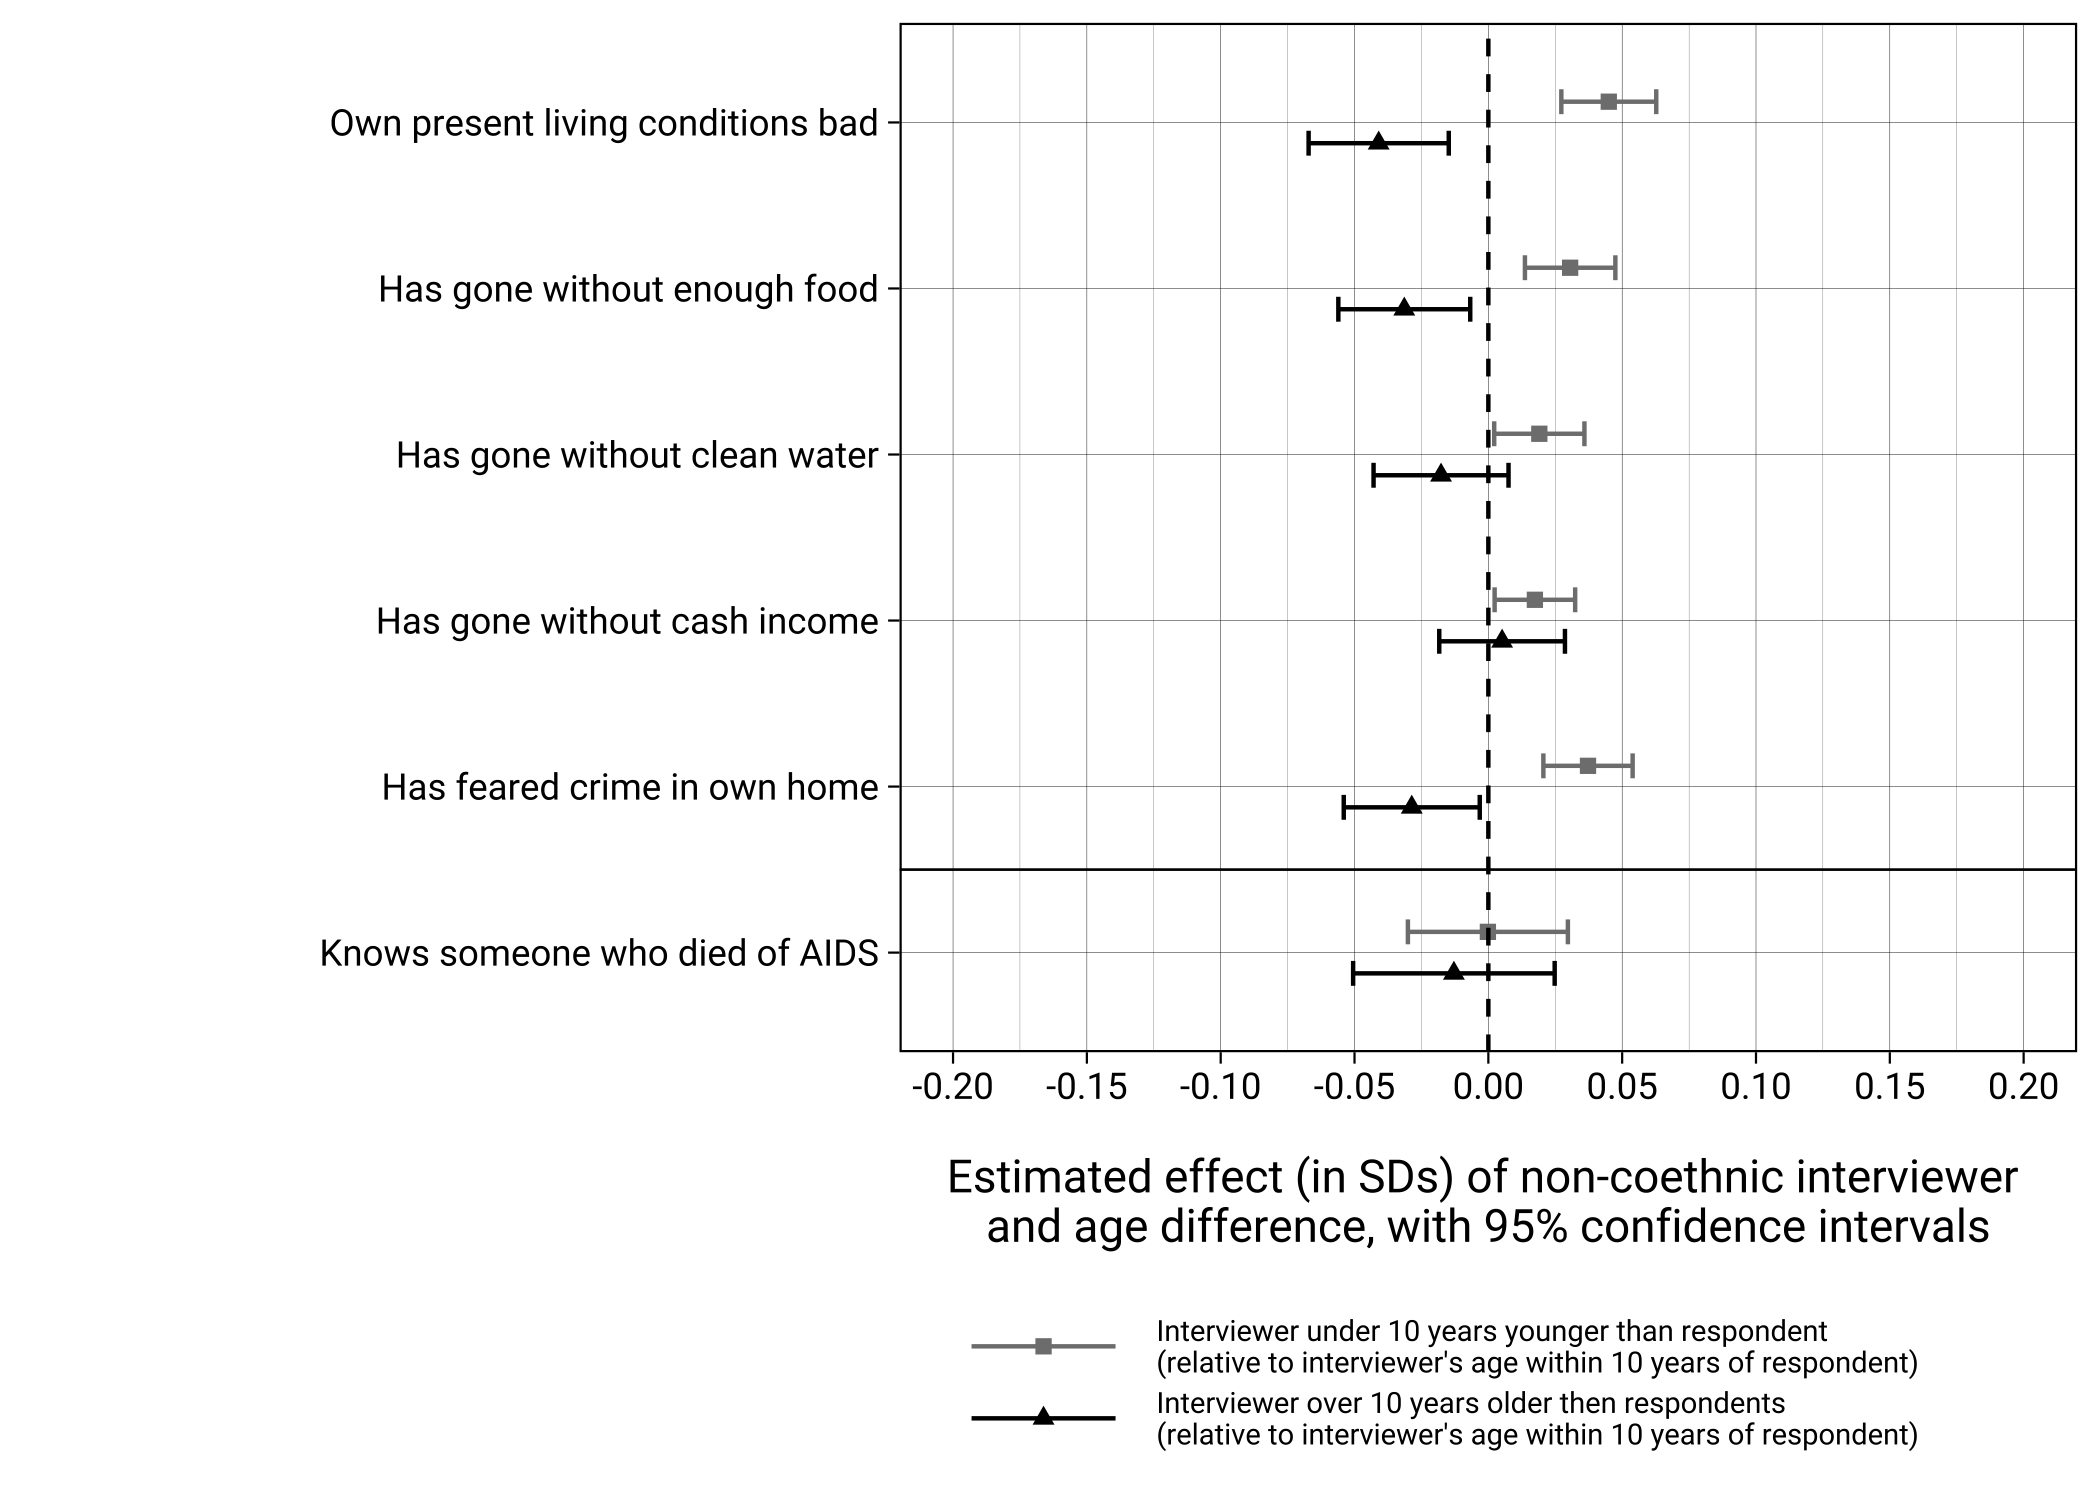 Own present living conditions bad
Has gone without enough food
Has gone without clean water
Has gone without cash income
Has feared crime in own home
Knows someone who died of AIDS
-0.20 -0.15 -0.10 -0.05 0.00 0.05 0.10 0.15 0.20
Estimated effect (in SDs) of non-coethnic interviewer
and age difference, with 95% confidence intervals
Interviewer under 10 years younger than respondent
(relative to interviewer's age within 10 years of respondent)
Interviewer over 10 years older then respondents
(relative to interviewer's age within 10 years of respondent)